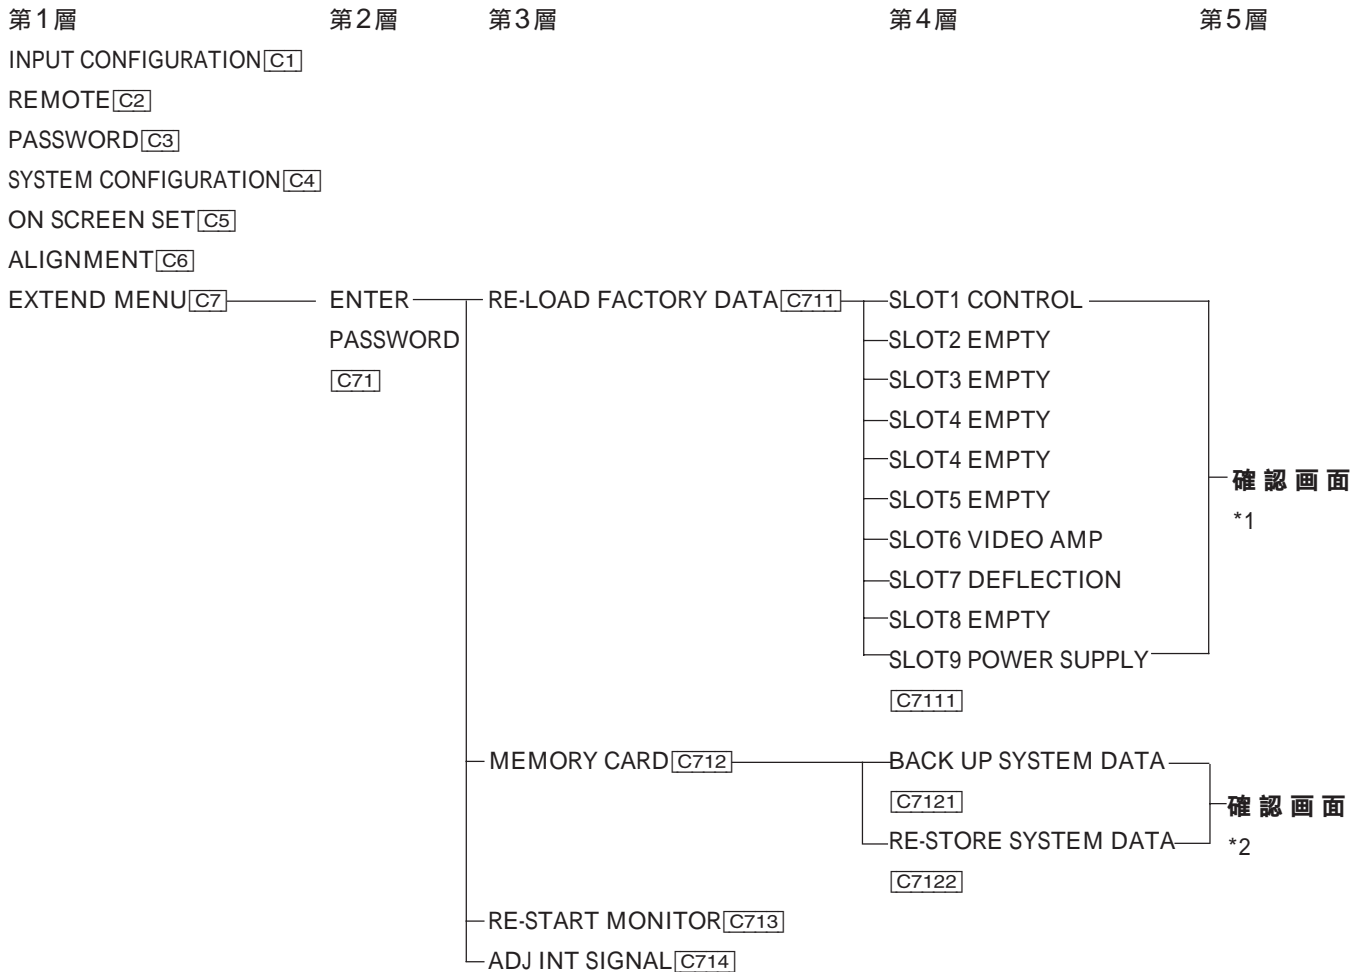 第1層 第2層 第3層 第4層 第5層
INPUT CONFIGURATION C1
REMOTE C2
PASSWORD C3
SYSTEM CONFIGURATION C4
ON SCREEN SET C5
ALIGNMENT C6
EXTEND MENU C7 ENTER RE-LOAD FACTORY DATA C711 SLOT1 CONTROL
PASSWORD SLOT2 EMPTY
C71 SLOT3 EMPTY
SLOT4 EMPTY
SLOT4 EMPTY
確認画面
SLOT5 EMPTY
*1
SLOT6 VIDEO AMP
SLOT7 DEFLECTION
SLOT8 EMPTY
SLOT9 POWER SUPPLY
C7111
MEMORY CARD C712 BACK UP SYSTEM DATA
C7121 確認画面
RE-STORE SYSTEM DATA *2
C7122
RE-START MONITOR C713
ADJ INT SIGNAL C714